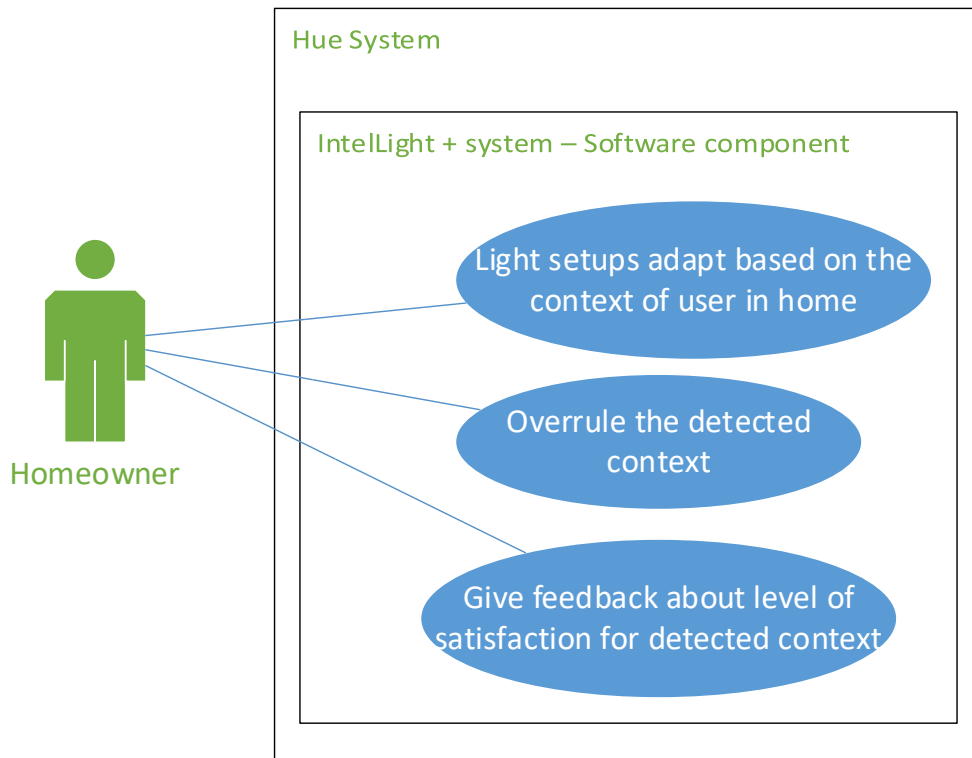 Hue System
IntelLight + system – Software component
Light setups adapt based on the
context of user in home
Overrule the detected
context
Homeowner
Give feedback about level of
satisfaction for detected context